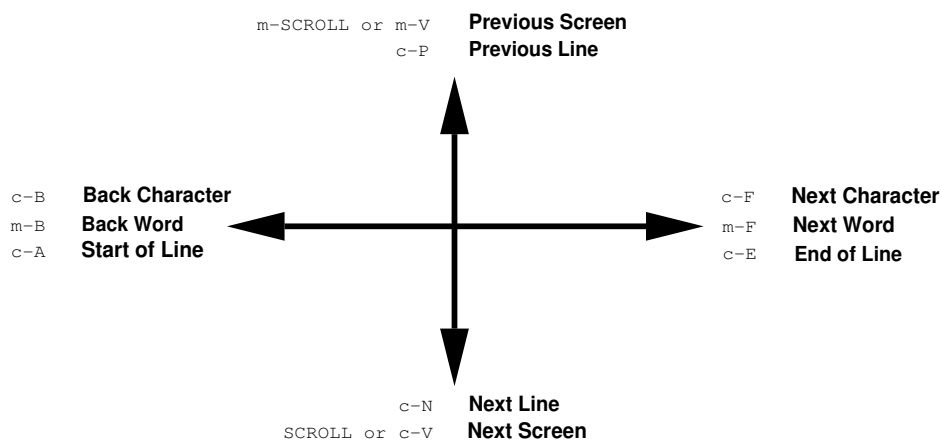 m-SCROLL or m-V Previous Screen
c-P Previous Line
c-B Back Character
m-B Back Word
c-A Start of Line
c-F Next Character
m-F Next Word
c-E End of Line
c-N Next Line
SCROLL or c-V Next Screen